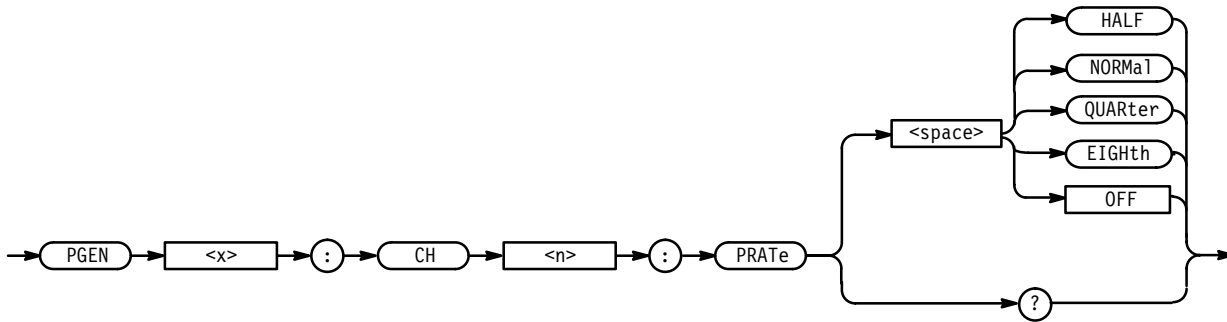 HALF
NORMal
QUARter
<space>
EIGHth
OFF
PGEN <x> : CH <n> : PRATe
?